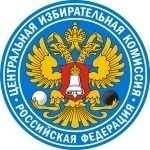 ЦЕНТРАЛЬНАЯ ИЗБИРАТЕЛЬНАЯ КОМИССИЯ
РОССИЙСКАЯ ФЕДЕРАЦИЯ